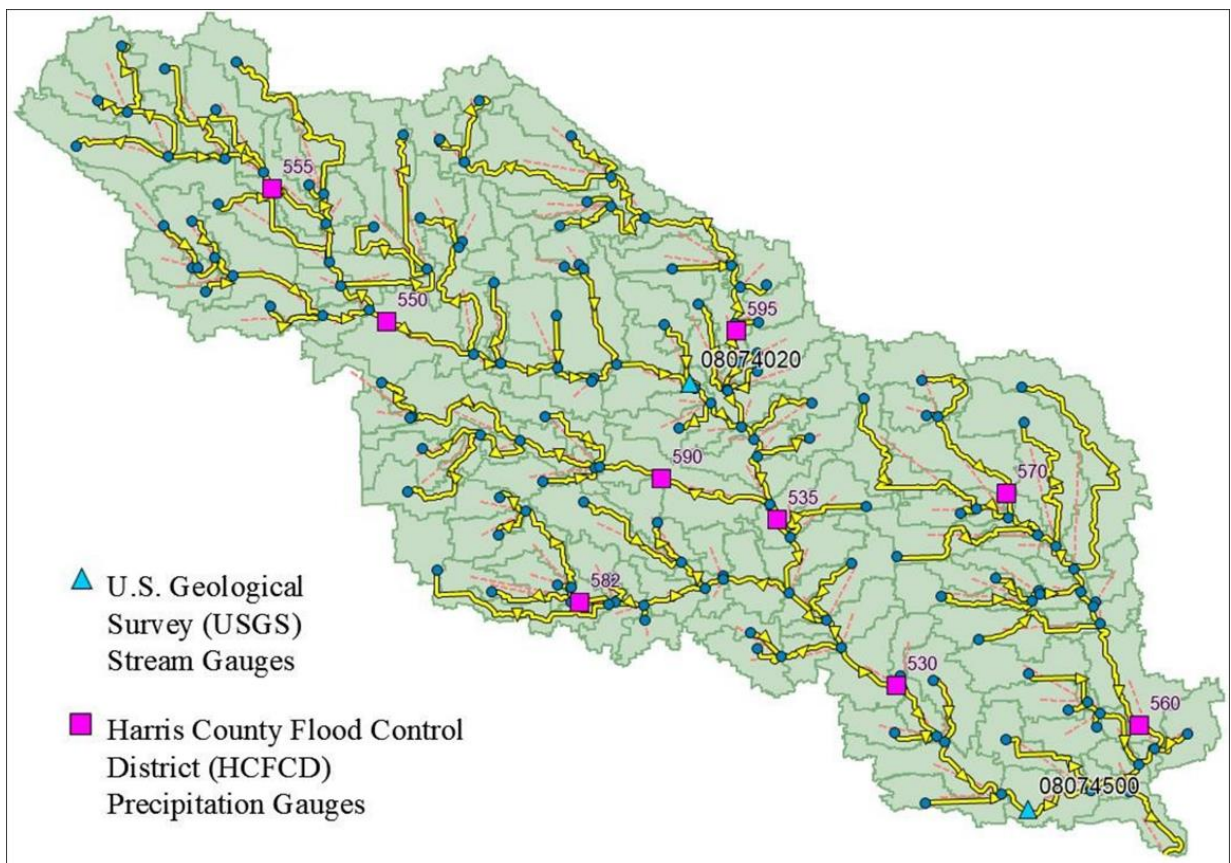 555
550
595
08074020
590
535
570
582
530
560
08074500
U.S. Geological
Survey (USGS)
Stream Gauges
Harris County Flood Control
District (HCFCD)
Precipitation Gauges